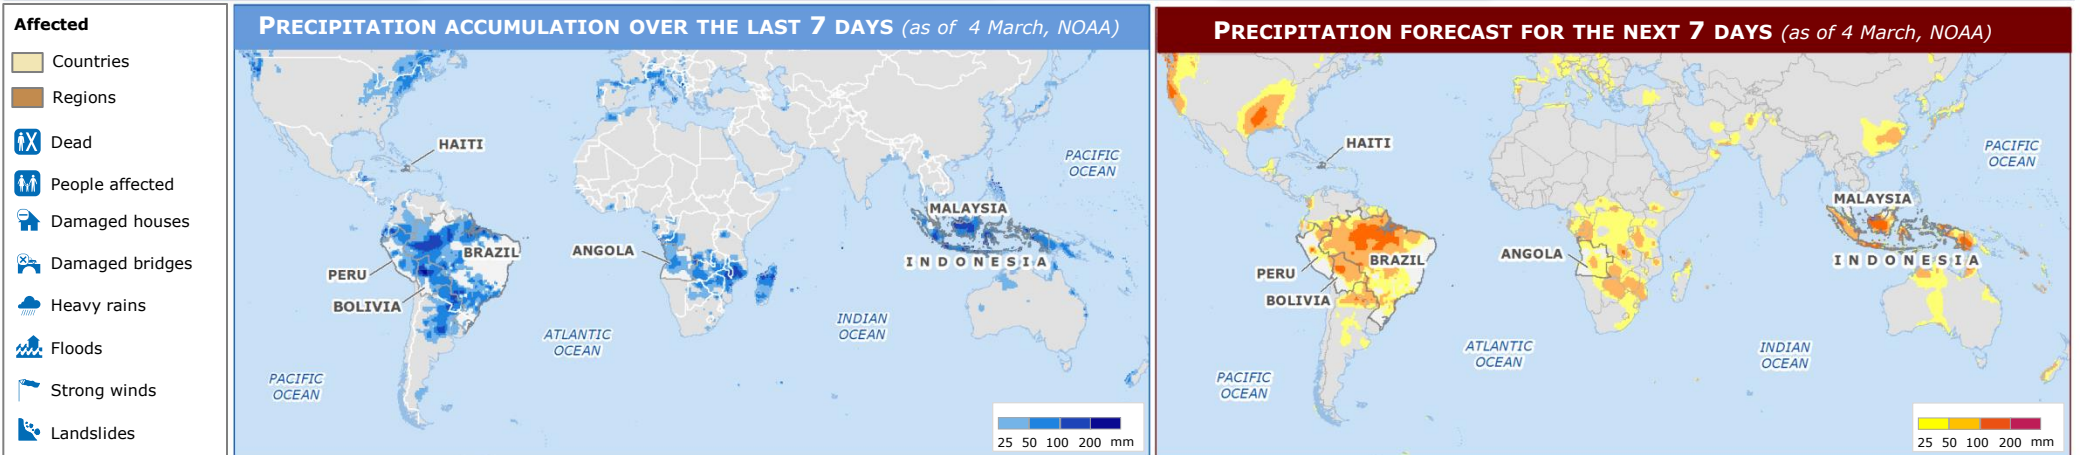 Affected
Countries
Regions
Dead
People affected
Damaged houses
Damaged bridges
Heavy rains
Floods
Strong winds
Landslides
PRECIPITATION ACCUMULATION OVER THE LAST 7 DAYS (as of 4 March, NOAA)
HAITI
PACIFIC
OCEAN
MALAYSIA
BRAZIL
ANGOLA
INDONESIA
PERU
BOLIVIA
ATLANTIC
OCEAN
INDIAN
OCEAN
PACIFIC
OCEAN
25 50 100 200 mm
PRECIPITATION FORECAST FOR THE NEXT 7 DAYS (as of 4 March, NOAA)
HAITI
PACIFIC
OCEAN
MALAYSIA
ANGOLA
BRAZIL
INDONESIA
PERU
BOLIVIA
ATLANTIC
OCEAN
INDIAN
OCEAN
PACIFIC
OCEAN
25 50 100 200 mm